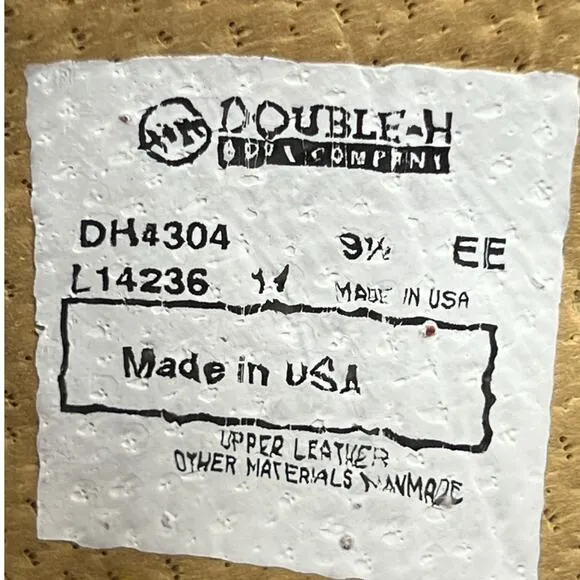 DOUBLE-H
BOOT COMPANY
DH4304 9½ EE
L14236 11 MADE IN USA
Made in USA
UPPER LEATHER
OTHER MATERIALS MANMADE